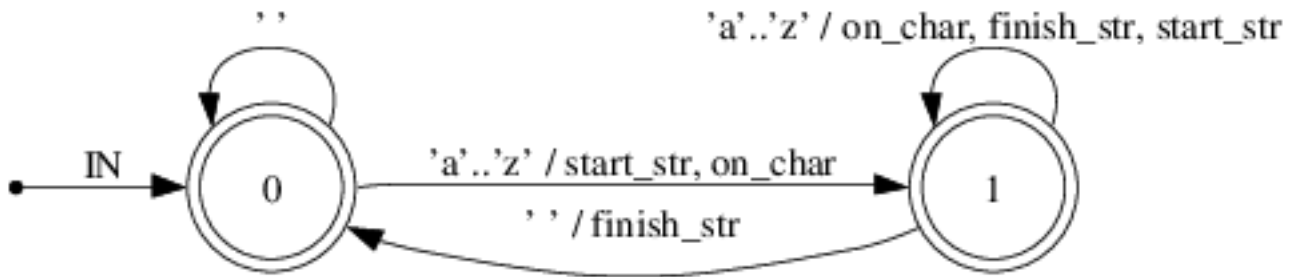 ' '
'a'..'z' / on_char, finish_str, start_str
IN
0
'a'..'z' / start_str, on_char
1
' ' / finish_str